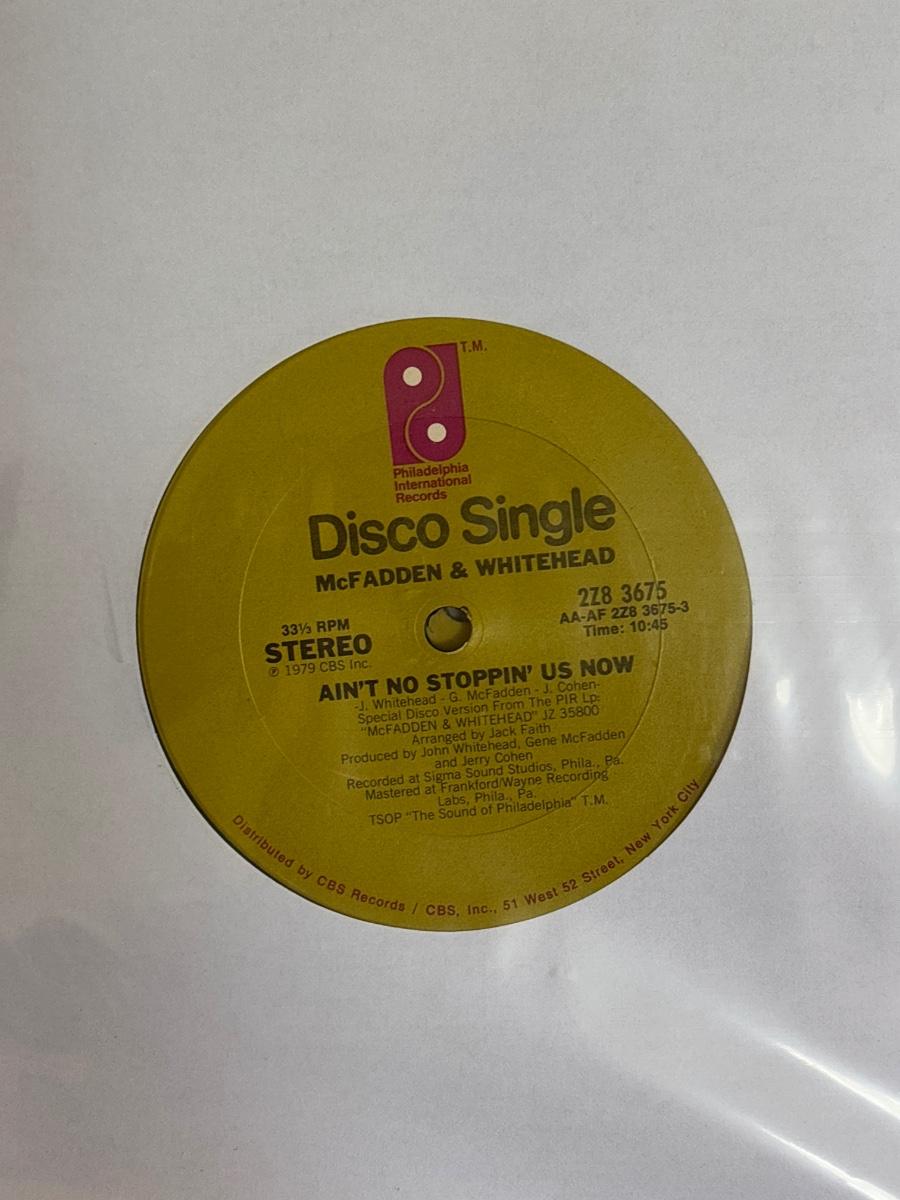 T.M.
Philadelphia
International
Records
Disco Single
McFADDEN & WHITEHEAD
2Z8 3675
AA-AF 2Z8 3675-3
Time: 10:45
33⅓ RPM
STEREO
℗ 1979 CBS Inc.
AIN'T NO STOPPIN' US NOW
-J. Whitehead - G. McFadden - J. Cohen-
Special Disco Version From The PIR Lp:
"McFADDEN & WHITEHEAD" JZ 35800
Arranged by Jack Faith
Produced by John Whitehead, Gene McFadden
and Jerry Cohen
Recorded at Sigma Sound Studios, Phila., Pa.
Mastered at Frankford/Wayne Recording
Labs, Phila., Pa.
TSOP "The Sound of Philadelphia" T.M.
Distributed by CBS Records / CBS, Inc., 51 West 52 Street, New York City